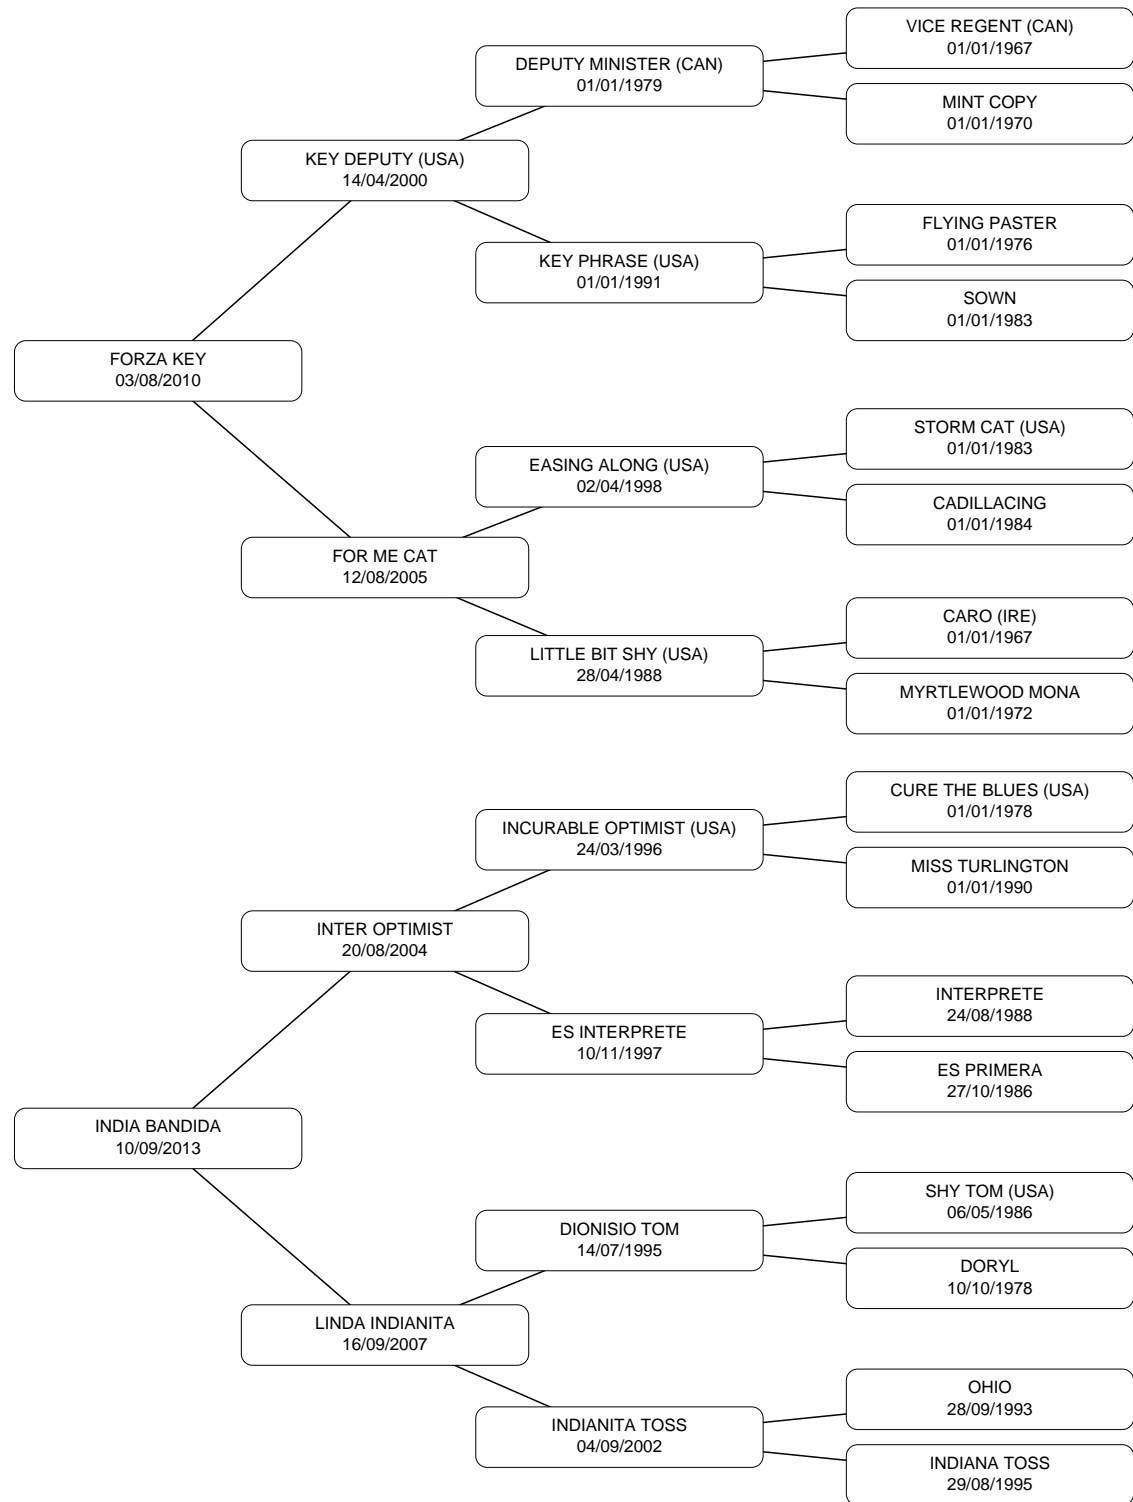 VICE REGENT (CAN)
01/01/1967
DEPUTY MINISTER (CAN)
01/01/1979
MINT COPY
01/01/1970
KEY DEPUTY (USA)
14/04/2000
FLYING PASTER
01/01/1976
KEY PHRASE (USA)
01/01/1991
SOWN
01/01/1983
FORZA KEY
03/08/2010
STORM CAT (USA)
01/01/1983
EASING ALONG (USA)
02/04/1998
CADILLACING
01/01/1984
FOR ME CAT
12/08/2005
CARO (IRE)
01/01/1967
LITTLE BIT SHY (USA)
28/04/1988
MYRTLEWOOD MONA
01/01/1972
CURE THE BLUES (USA)
01/01/1978
INCURABLE OPTIMIST (USA)
24/03/1996
MISS TURLINGTON
01/01/1990
INTER OPTIMIST
20/08/2004
INTERPRETE
24/08/1988
ES INTERPRETE
10/11/1997
ES PRIMERA
27/10/1986
INDIA BANDIDA
10/09/2013
SHY TOM (USA)
06/05/1986
DIONISIO TOM
14/07/1995
DORYL
10/10/1978
LINDA INDIANITA
16/09/2007
OHIO
28/09/1993
INDIANITA TOSS
04/09/2002
INDIANA TOSS
29/08/1995